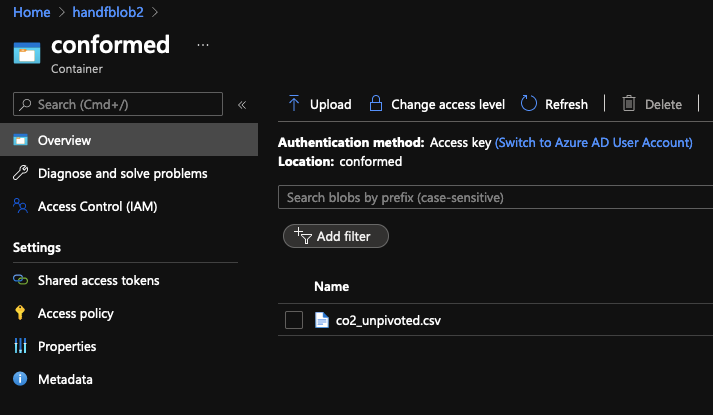 Home > handfblob2 >
conformed ...
Container
Search (Cmd+/) «
Overview
Diagnose and solve problems
Access Control (IAM)
Settings
Shared access tokens
Access policy
Properties
Metadata
Upload Change access level Refresh | Delete |
Authentication method: Access key (Switch to Azure AD User Account)
Location: conformed
Search blobs by prefix (case-sensitive)
Add filter
Name
co2_unpivoted.csv